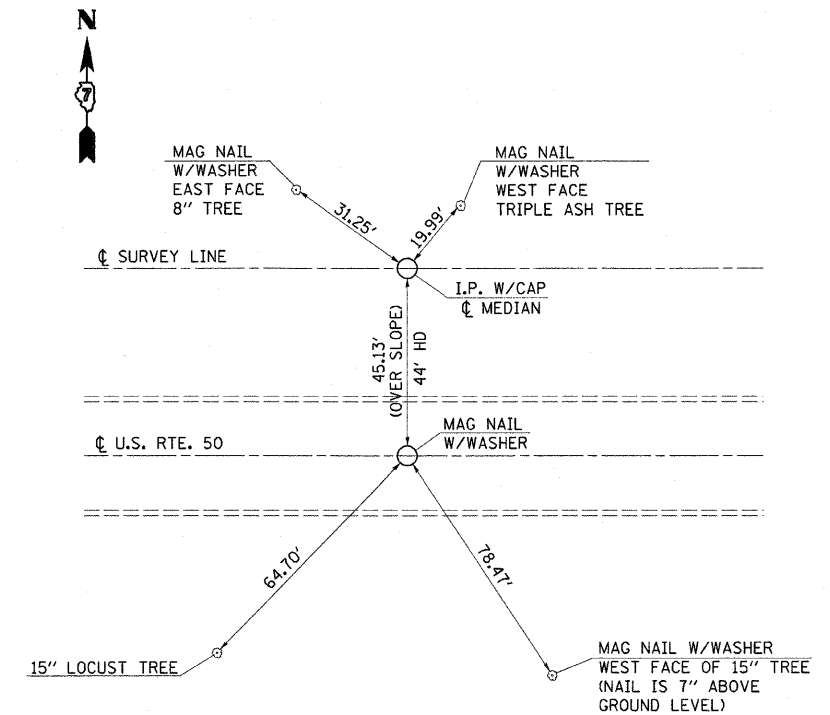 N
7
MAG NAIL
W/WASHER
EAST FACE
8" TREE
MAG NAIL
W/WASHER
WEST FACE
TRIPLE ASH TREE
31.25'
19.99'
℄ SURVEY LINE
I.P. W/CAP
℄ MEDIAN
45.13'
(OVER SLOPE)
44' HD
MAG NAIL
W/WASHER
℄ U.S. RTE. 50
64.70'
78.47'
15" LOCUST TREE
MAG NAIL W/WASHER
WEST FACE OF 15" TREE
(NAIL IS 7" ABOVE
GROUND LEVEL)